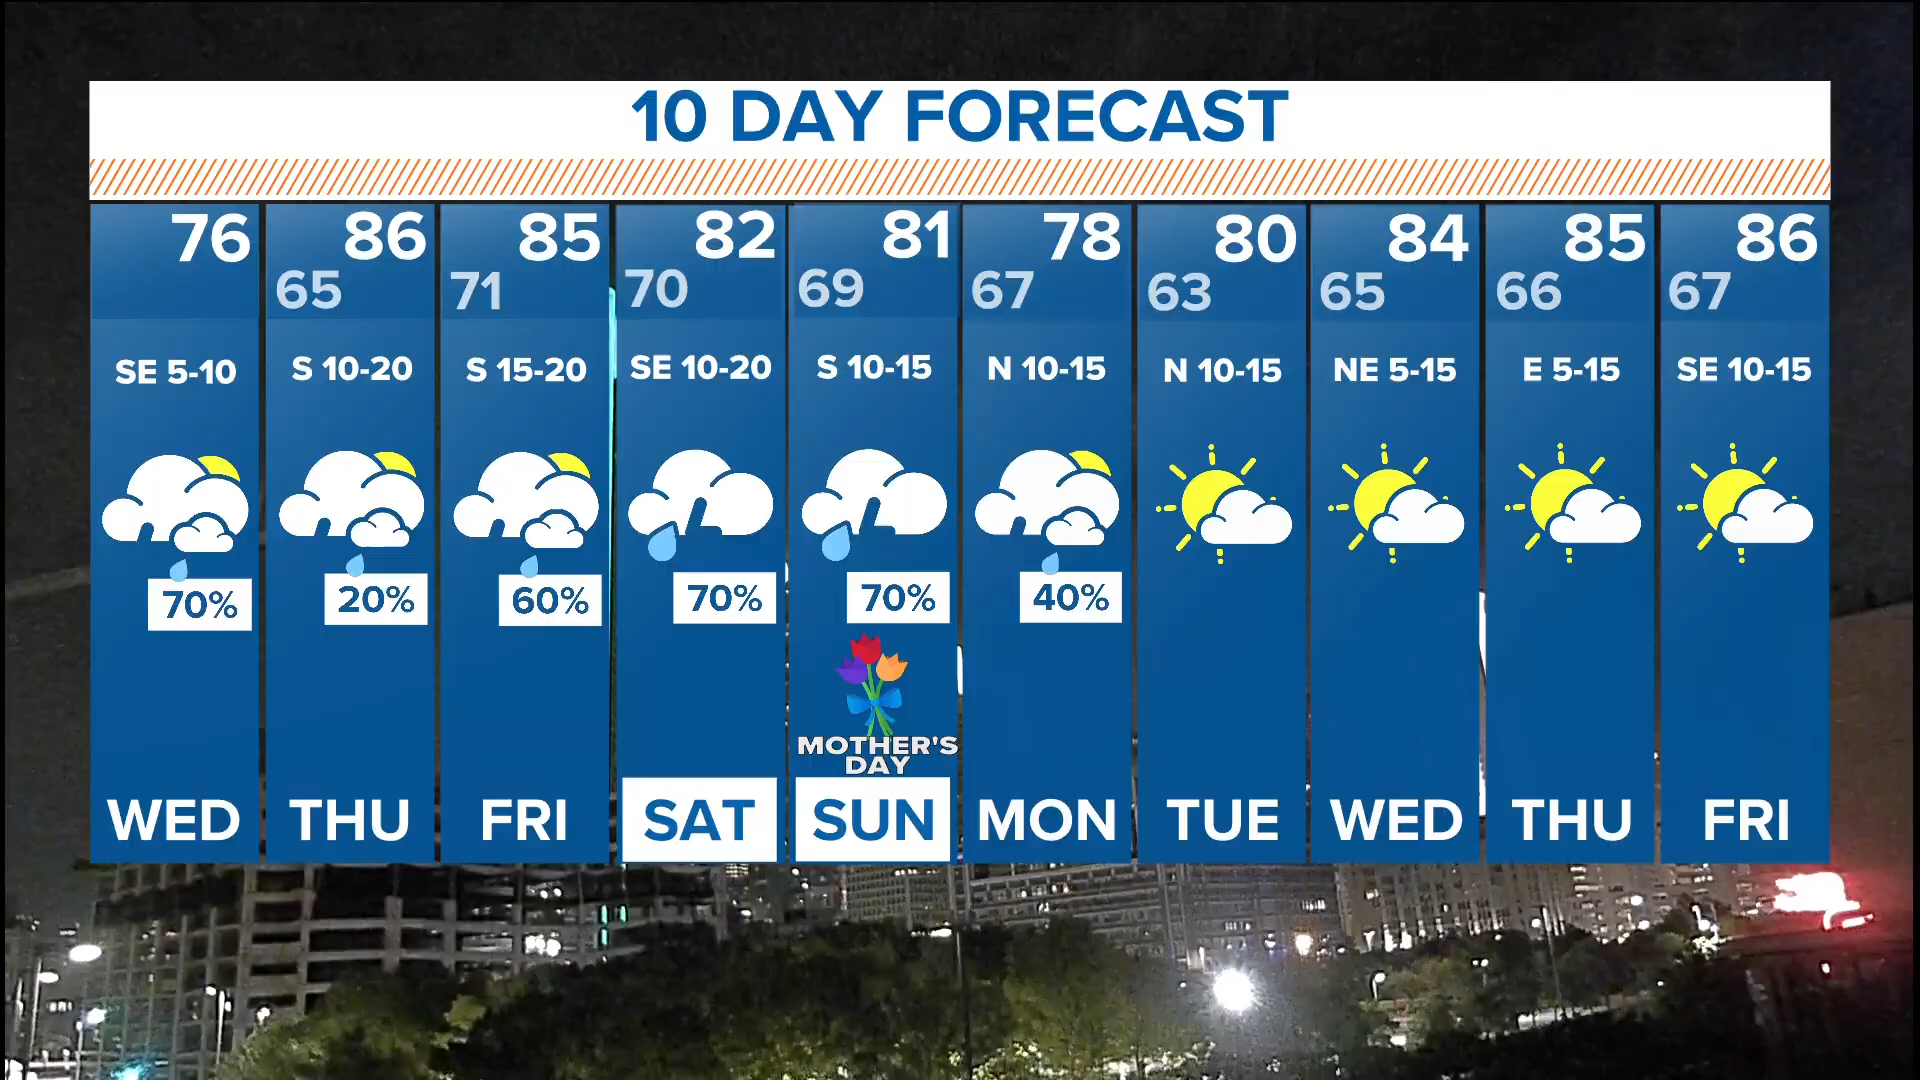 10 DAY FORECAST
76 86 85 82 81 78 80 84 85 86
65 71 70 69 67 63 65 66 67
SE 5-10 S 10-20 S 15-20 SE 10-20 S 10-15 N 10-15 N 10-15 NE 5-15 E 5-15 SE 10-15
70% 20% 60% 70% 70% 40%
MOTHER'S
DAY
WED THU FRI SAT SUN MON TUE WED THU FRI